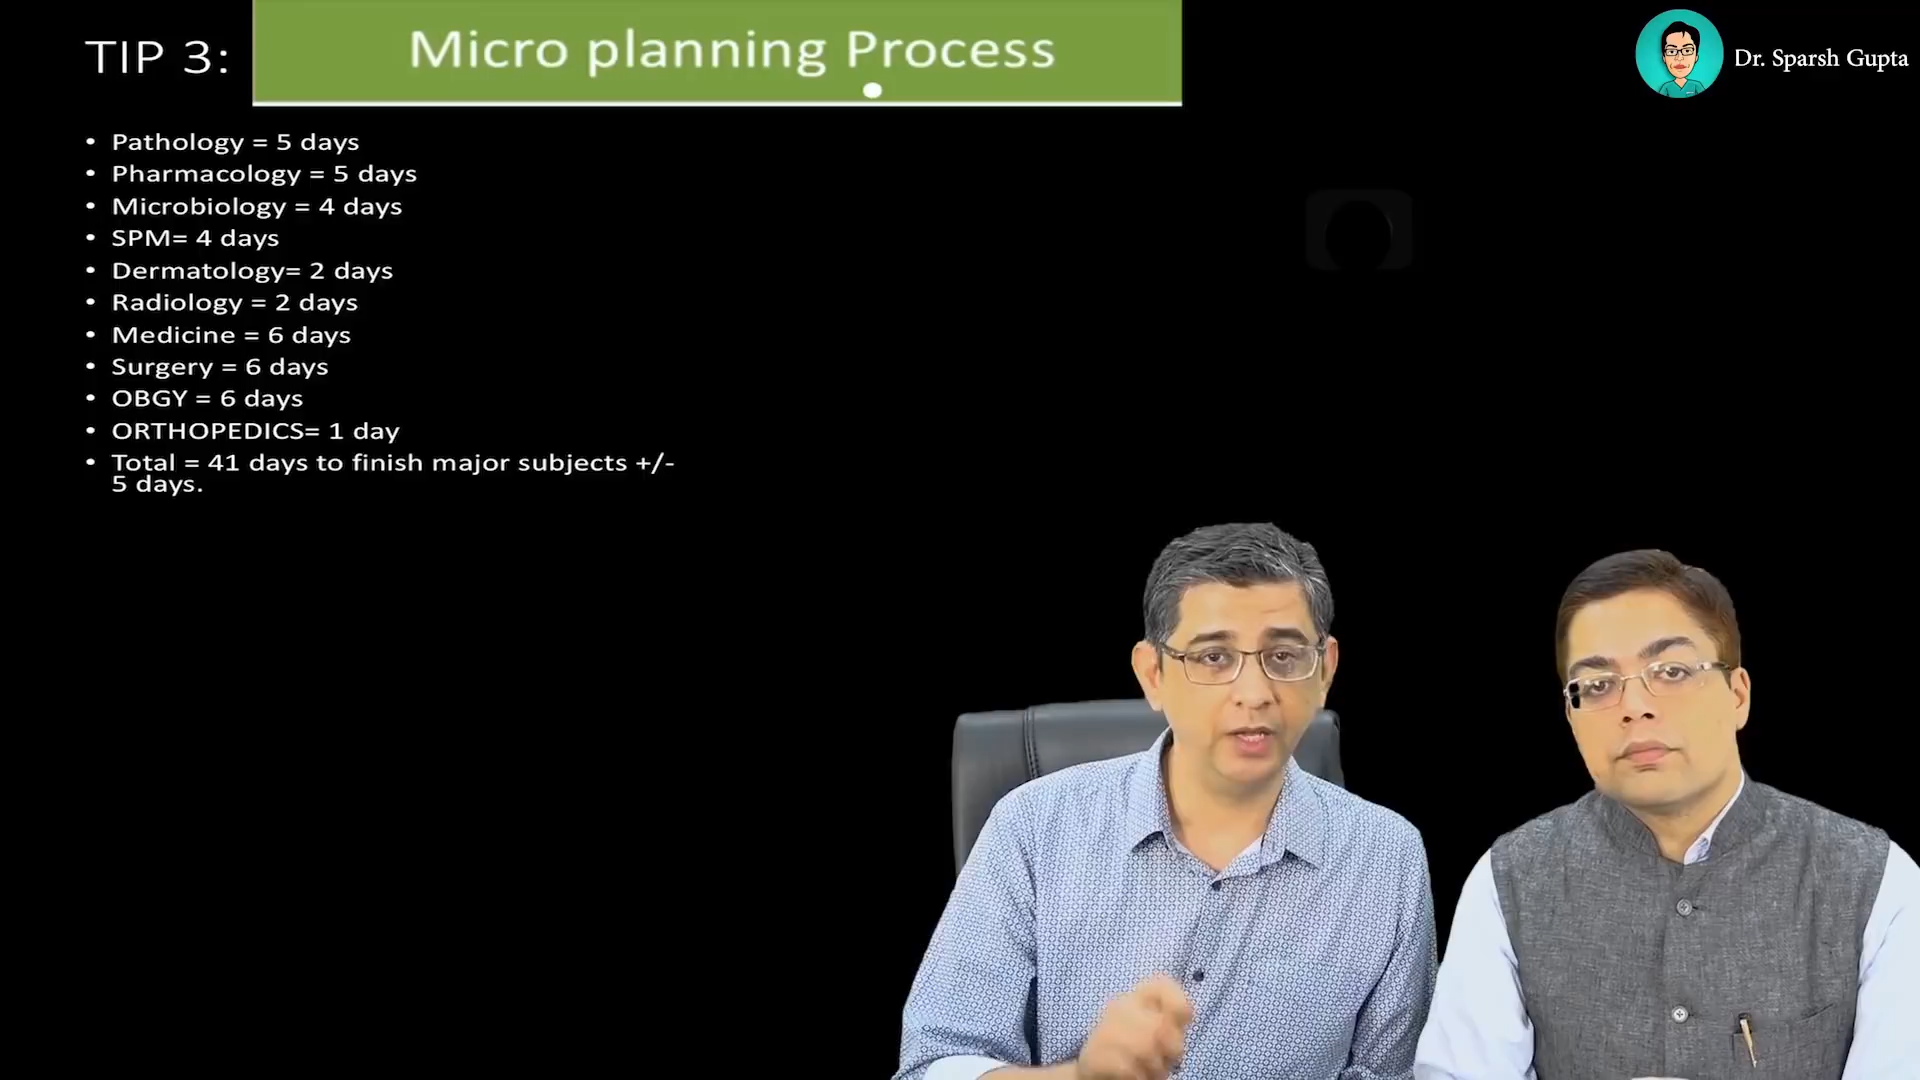 TIP 3:
Micro planning Process
Dr. Sparsh Gupta
• Pathology = 5 days
• Pharmacology = 5 days
• Microbiology = 4 days
• SPM= 4 days
• Dermatology= 2 days
• Radiology = 2 days
• Medicine = 6 days
• Surgery = 6 days
• OBGY = 6 days
• ORTHOPEDICS= 1 day
• Total = 41 days to finish major subjects +/-
5 days.